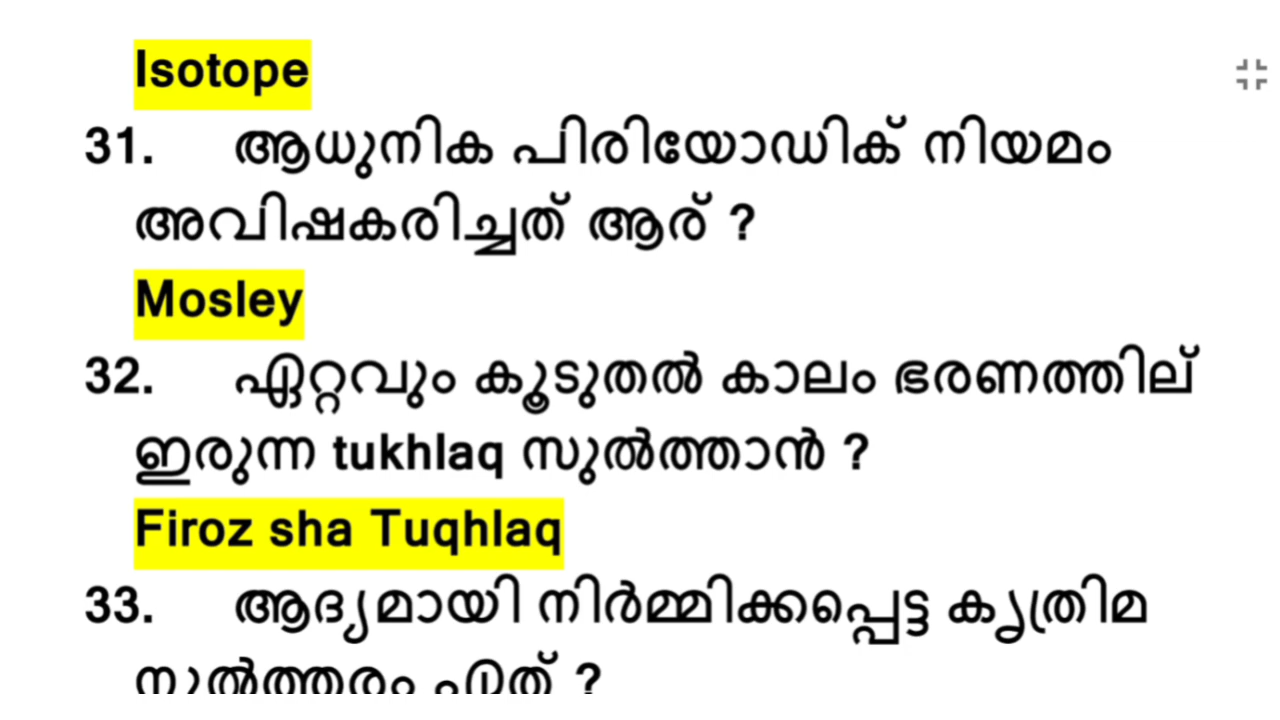 Isotope
31. ആധുനിക പിരിയോഡിക് നിയമം
അവിഷകരിച്ചത് ആര് ?
Mosley
32. ഏറ്റവും കൂടുതൽ കാലം ഭരണത്തില്
ഇരുന്ന tukhlaq സുൽത്താൻ ?
Firoz sha Tuqhlaq
33. ആദ്യമായി നിർമ്മിക്കപ്പെട്ട കൃത്രിമ
ഏത് ?